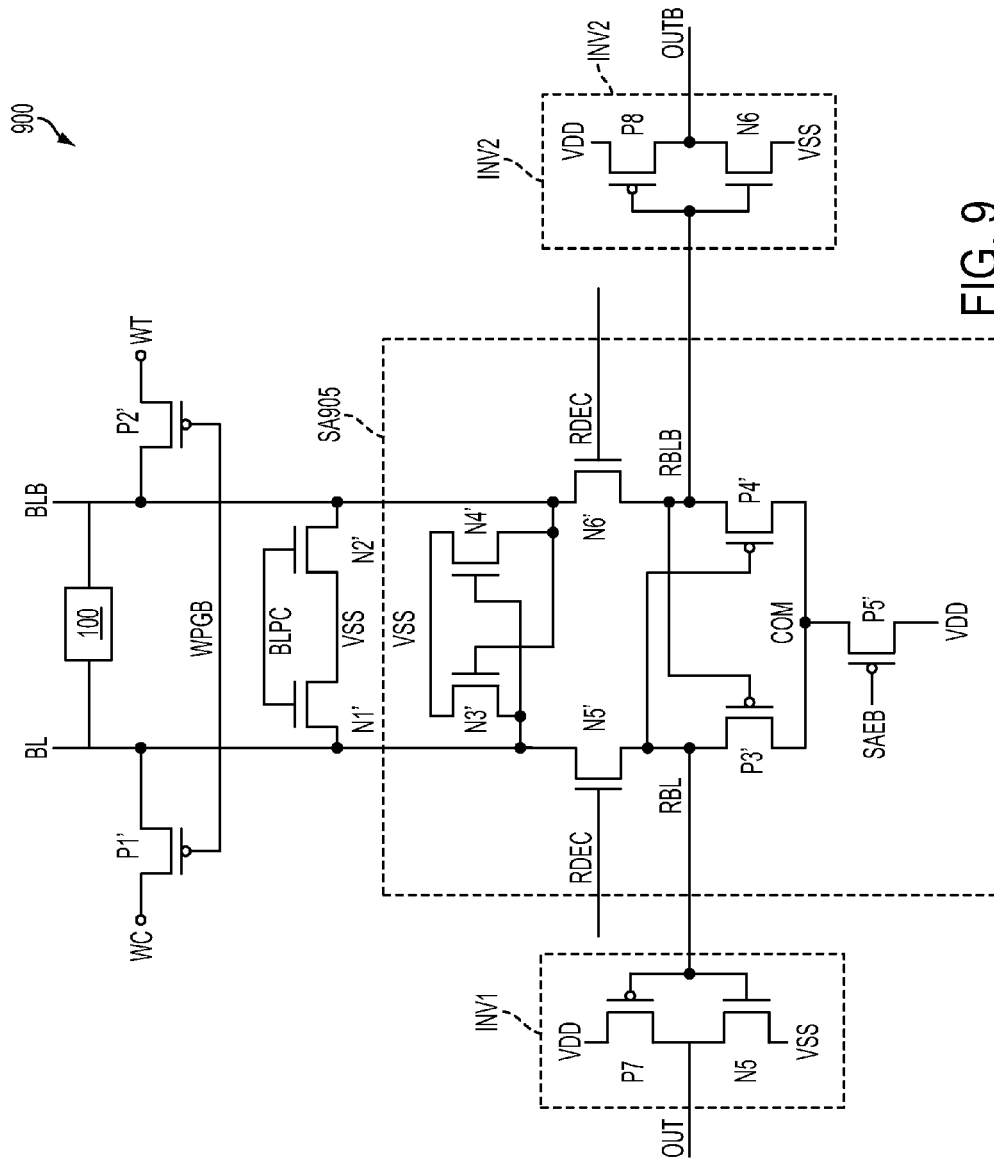 900
BL
BLB
100
WC
P1'
P2'
WT
WPGB
BLPC
N1'
N2'
VSS
SA905
VSS
N3'
N4'
RDEC
N5'
N6'
RDEC
INV1
VDD
P7
N5
VSS
OUT
RBL
RBLB
P3'
P4'
COM
SAEB
P5'
VDD
INV2
INV2
VDD
P8
N6
VSS
OUTB
FIG. 9